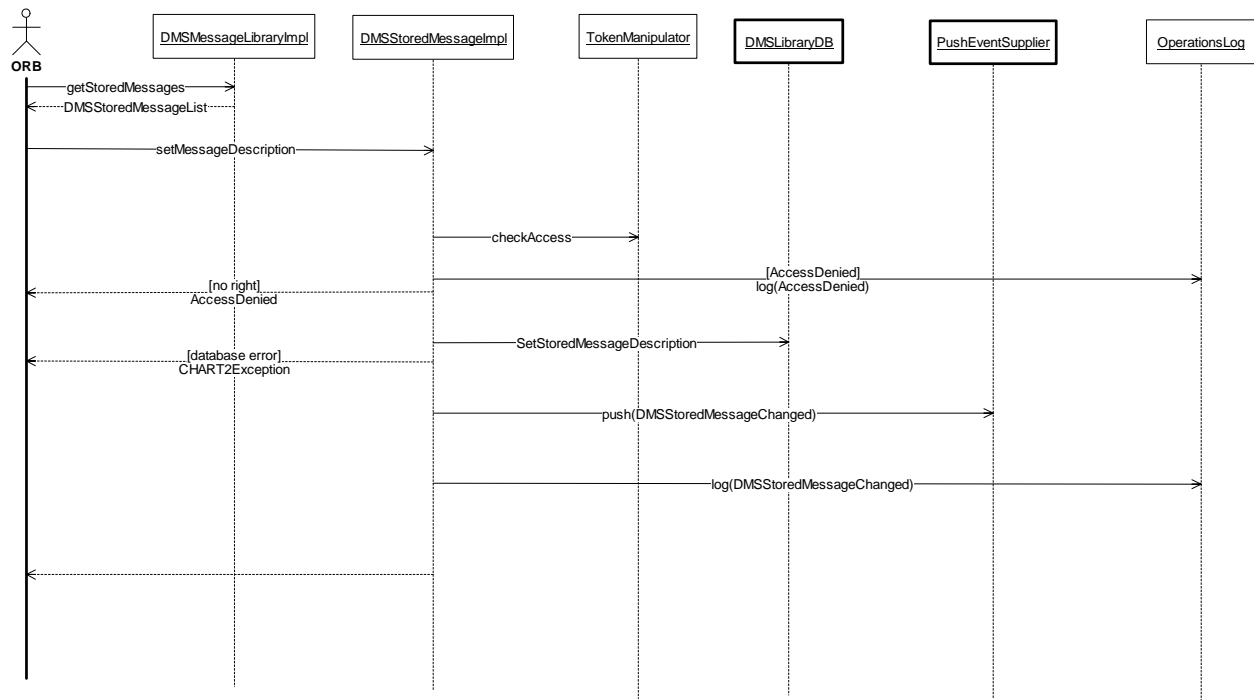 ORB
DMSMessageLibraryImpl
DMSStoredMessageImpl
TokenManipulator
DMSLibraryDB
PushEventSupplier
OperationsLog
getStoredMessages
DMSStoredMessageList
setMessageDescription
checkAccess
[AccessDenied]
log(AccessDenied)
[no right]
AccessDenied
SetStoredMessageDescription
[database error]
CHART2Exception
push(DMSStoredMessageChanged)
log(DMSStoredMessageChanged)